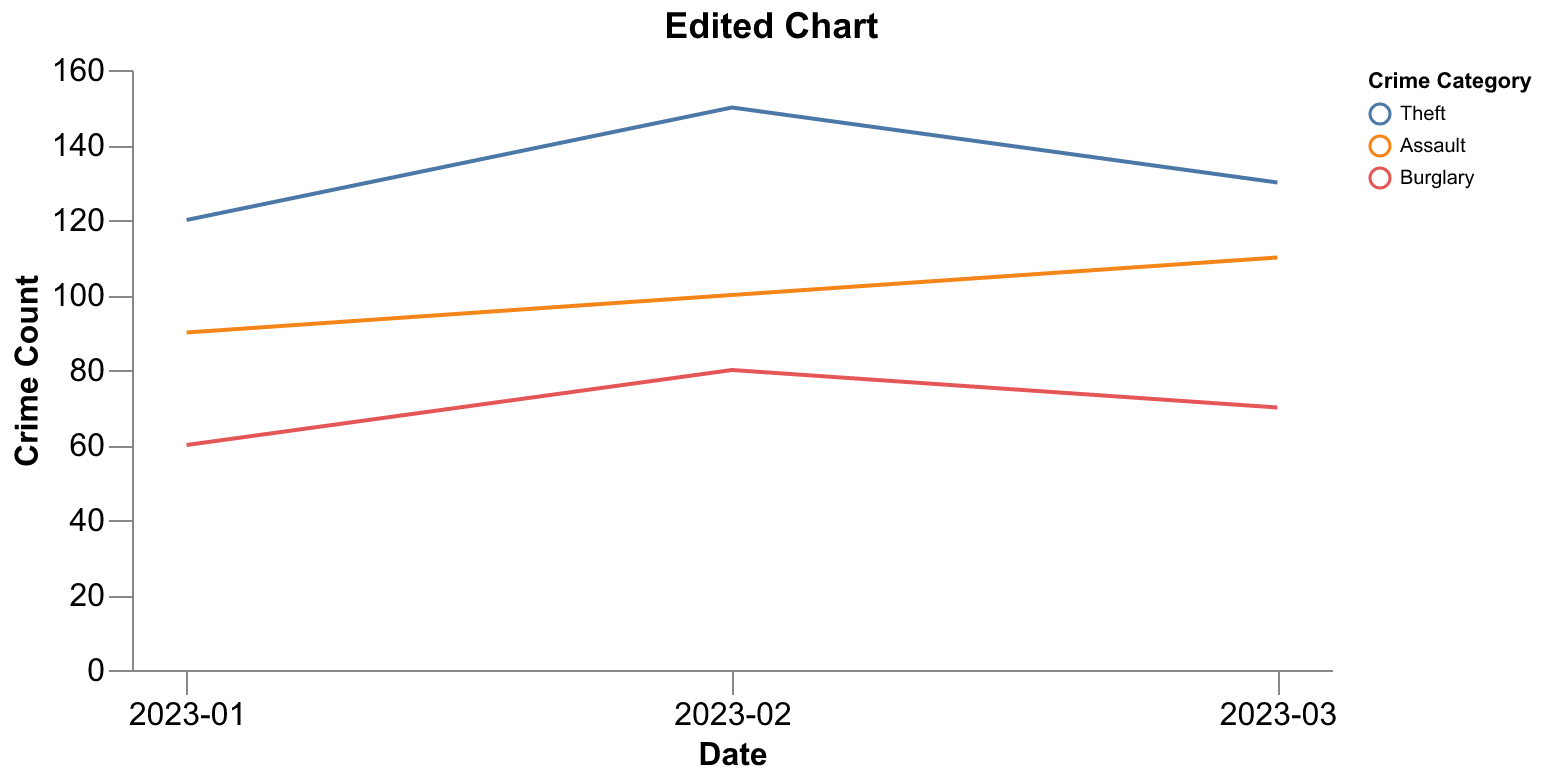 Edited Chart
Crime Count
160
140
120
100
80
60
40
20
0
2023-01
2023-02
2023-03
Date
Crime Category
Theft
Assault
Burglary